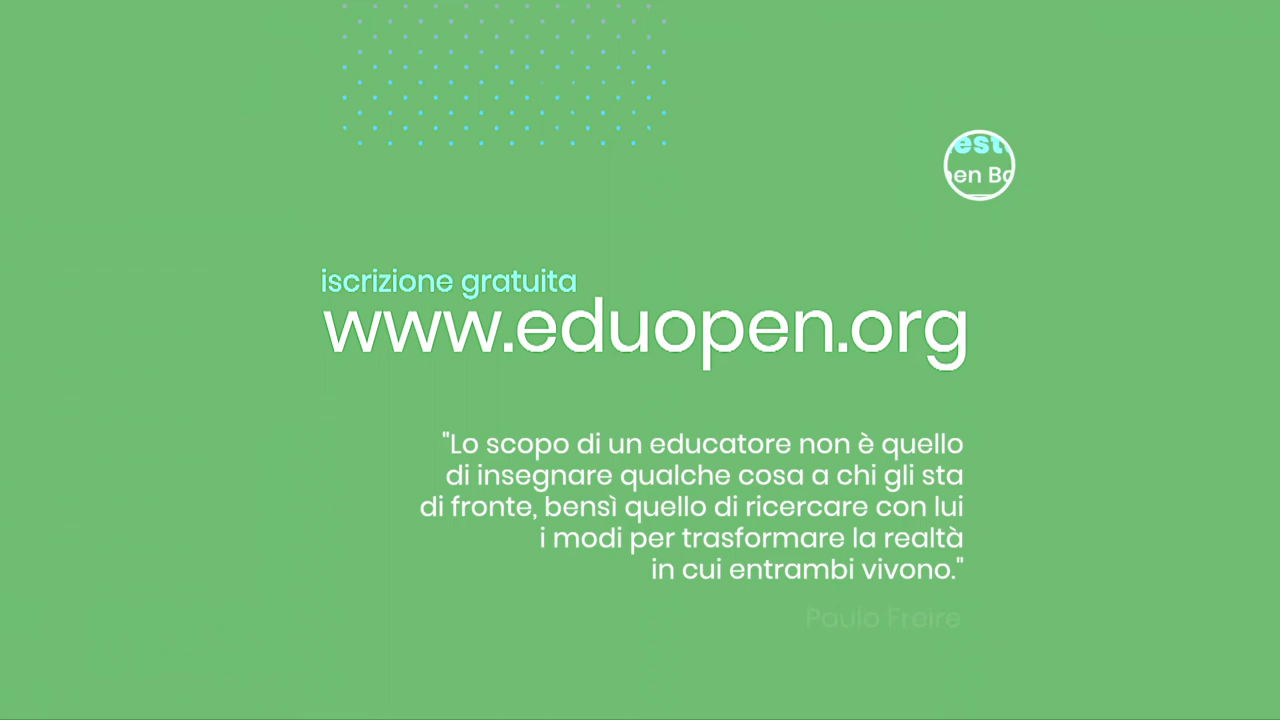 iscrizione gratuita
www.eduopen.org
"Lo scopo di un educatore non è quello
di insegnare qualche cosa a chi gli sta
di fronte, bensì quello di ricercare con lui
i modi per trasformare la realtà
in cui entrambi vivono."
Paulo Freire